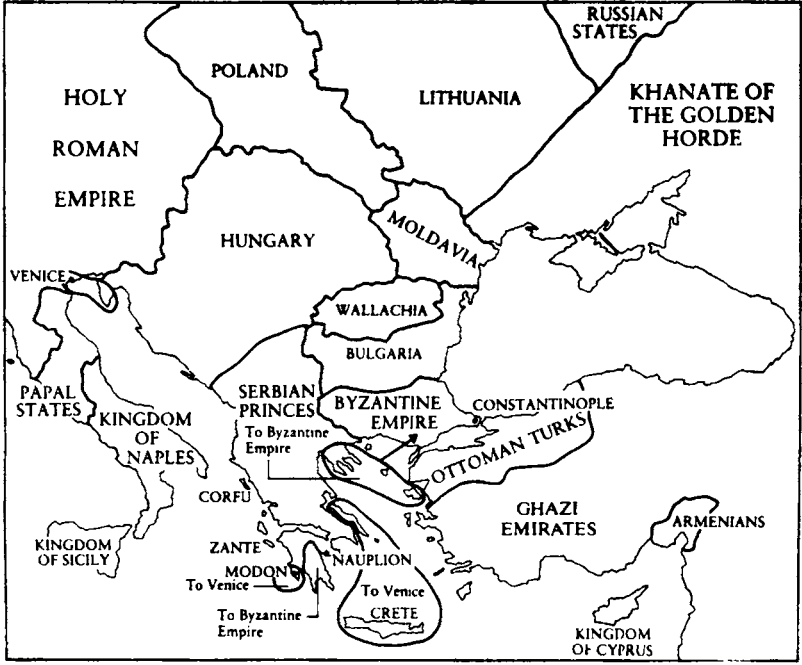 RUSSIAN
STATES
POLAND
LITHUANIA
KHANATE OF
THE GOLDEN
HORDE
HOLY
ROMAN
EMPIRE
MOLDAVIA
HUNGARY
VENICE
WALLACHIA
BULGARIA
PAPAL
STATES
KINGDOM
OF
NAPLES
SERBIAN
PRINCES
BYZANTINE
EMPIRE
CONSTANTINOPLE
To Byzantine
Empire
OTTOMAN TURKS
CORFU
GHAZI
EMIRATES
ARMENIANS
KINGDOM
OF SICILY
ZANTE
MODON
To Venice
NAUPLION
To Venice
CRETE
To Byzantine
Empire
KINGDOM
OF CYPRUS